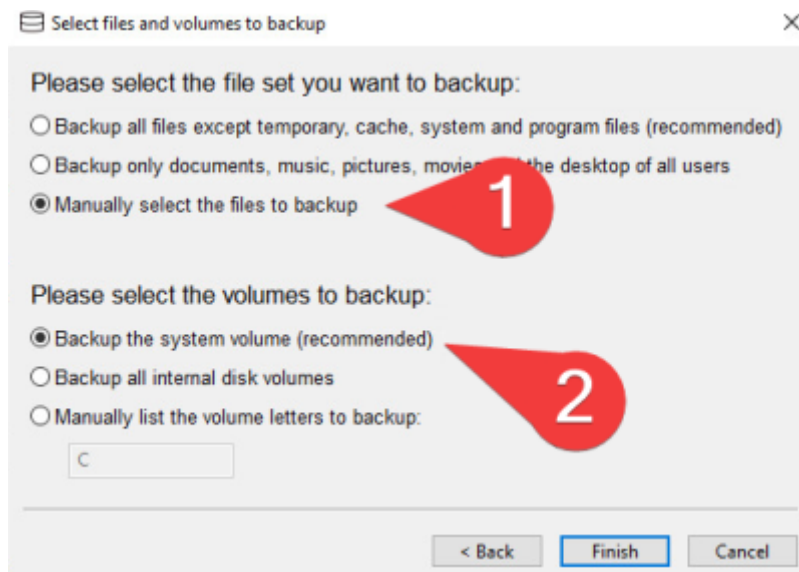 Select files and volumes to backup
Please select the file set you want to backup:
Backup all files except temporary, cache, system and program files (recommended)
Backup only documents, music, pictures, movies the desktop of all users
Manually select the files to backup
1
Please select the volumes to backup:
Backup the system volume (recommended)
2
Backup all internal disk volumes
Manually list the volume letters to backup:
C
< Back
Finish
Cancel